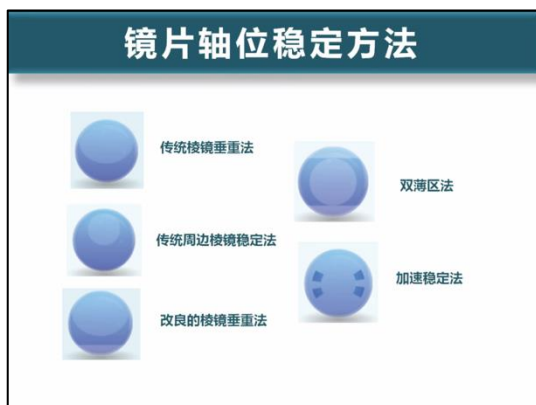 镜片轴位稳定方法
传统棱镜垂重法
传统周边棱镜稳定法
改良的棱镜垂重法
双薄区法
加速稳定法